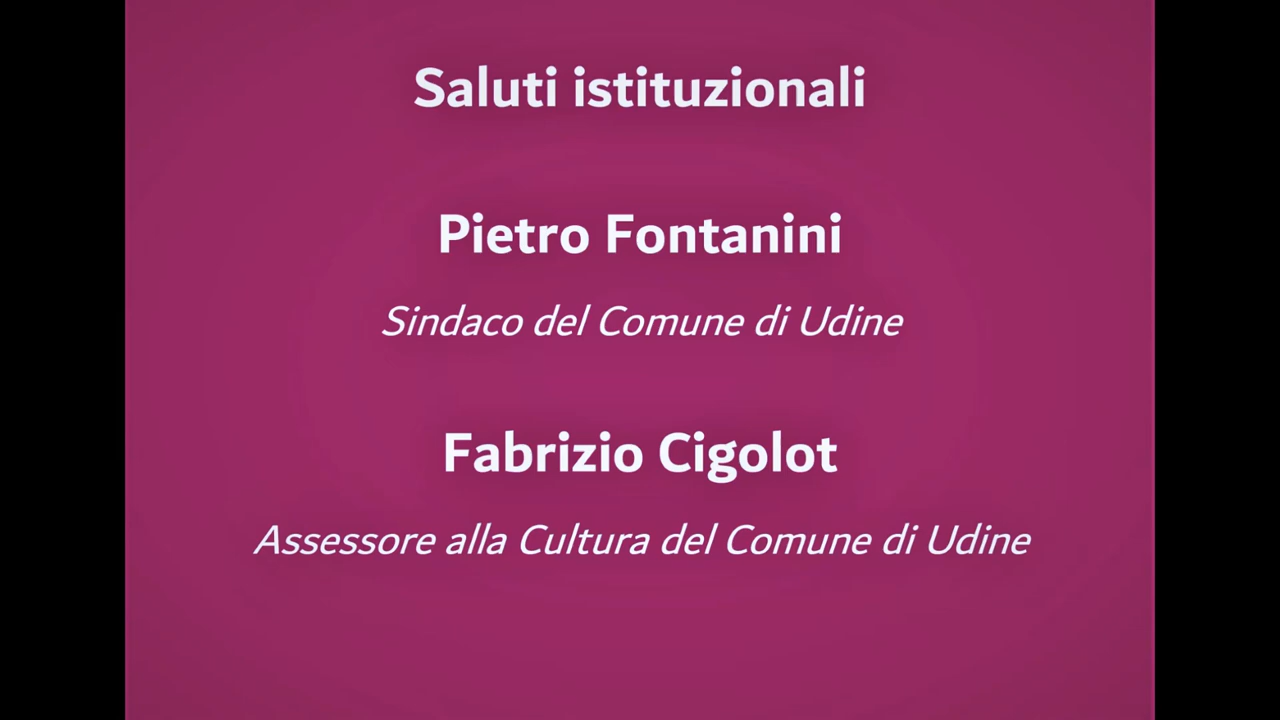 Saluti istituzionali
Pietro Fontanini
Sindaco del Comune di Udine
Fabrizio Cigolot
Assessore alla Cultura del Comune di Udine